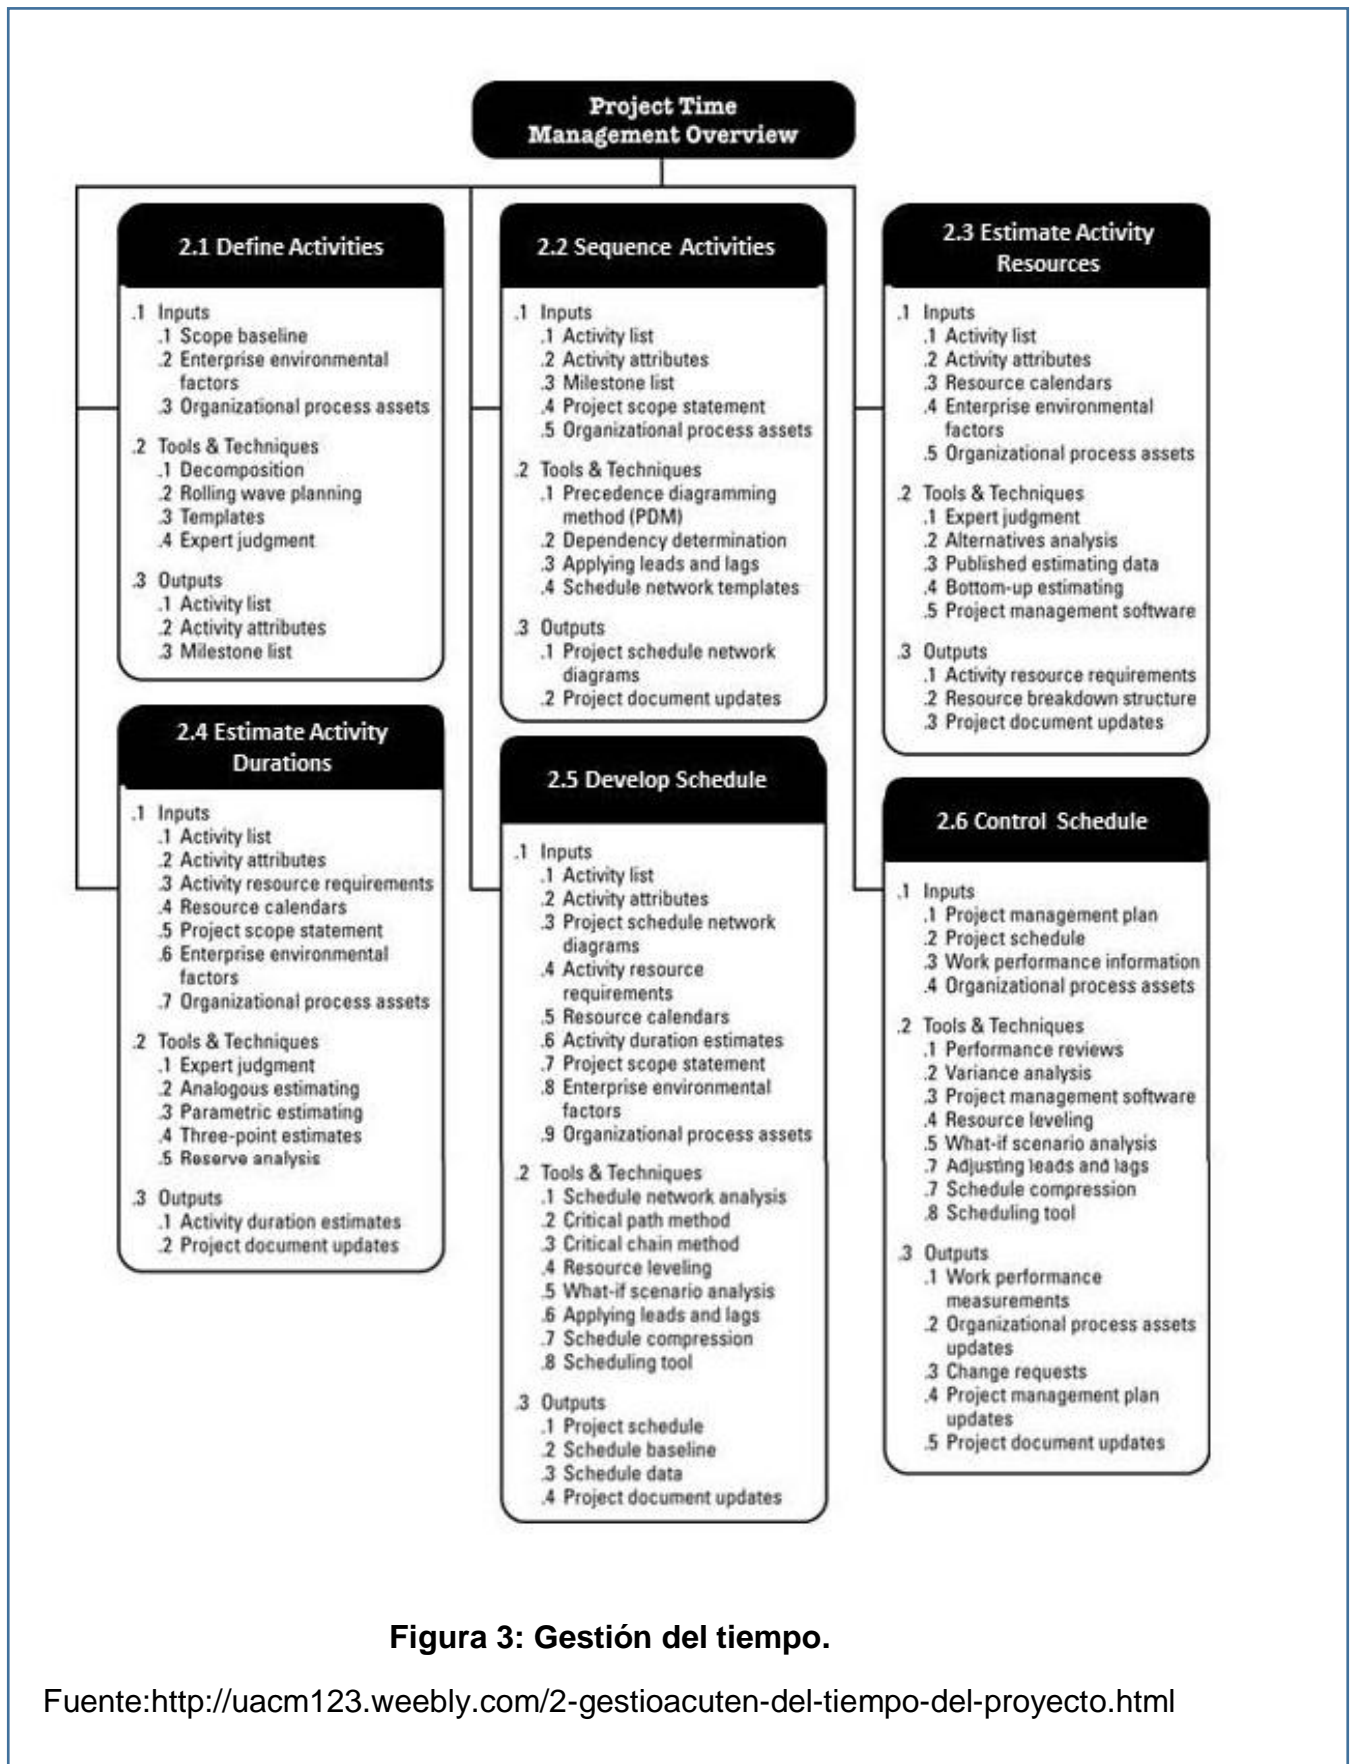 Project Time
Management Overview
2.1 Define Activities
.1 Inputs
.1 Scope baseline
.2 Enterprise environmental
factors
.3 Organizational process assets
.2 Tools & Techniques
.1 Decomposition
.2 Rolling wave planning
.3 Templates
.4 Expert judgment
.3 Outputs
.1 Activity list
.2 Activity attributes
.3 Milestone list
2.2 Sequence Activities
.1 Inputs
.1 Activity list
.2 Activity attributes
.3 Milestone list
.4 Project scope statement
.5 Organizational process assets
.2 Tools & Techniques
.1 Precedence diagramming
method (PDM)
.2 Dependency determination
.3 Applying leads and lags
.4 Schedule network templates
.3 Outputs
.1 Project schedule network
diagrams
.2 Project document updates
2.3 Estimate Activity
Resources
.1 Inputs
.1 Activity list
.2 Activity attributes
.3 Resource calendars
.4 Enterprise environmental
factors
.5 Organizational process assets
.2 Tools & Techniques
.1 Expert judgment
.2 Alternatives analysis
.3 Published estimating data
.4 Bottom-up estimating
.5 Project management software
.3 Outputs
.1 Activity resource requirements
.2 Resource breakdown structure
.3 Project document updates
2.4 Estimate Activity
Durations
.1 Inputs
.1 Activity list
.2 Activity attributes
.3 Activity resource requirements
.4 Resource calendars
.5 Project scope statement
.6 Enterprise environmental
factors
.7 Organizational process assets
.2 Tools & Techniques
.1 Expert judgment
.2 Analogous estimating
.3 Parametric estimating
.4 Three-point estimates
.5 Reserve analysis
.3 Outputs
.1 Activity duration estimates
.2 Project document updates
2.5 Develop Schedule
.1 Inputs
.1 Activity list
.2 Activity attributes
.3 Project schedule network
diagrams
.4 Activity resource
requirements
.5 Resource calendars
.6 Activity duration estimates
.7 Project scope statement
.8 Enterprise environmental
factors
.9 Organizational process assets
.2 Tools & Techniques
.1 Schedule network analysis
.2 Critical path method
.3 Critical chain method
.4 Resource leveling
.5 What-if scenario analysis
.6 Applying leads and lags
.7 Schedule compression
.8 Scheduling tool
.3 Outputs
.1 Project schedule
.2 Schedule baseline
.3 Schedule data
.4 Project document updates
2.6 Control Schedule
.1 Inputs
.1 Project management plan
.2 Project schedule
.3 Work performance information
.4 Organizational process assets
.2 Tools & Techniques
.1 Performance reviews
.2 Variance analysis
.3 Project management software
.4 Resource leveling
.5 What-if scenario analysis
.7 Adjusting leads and lags
.7 Schedule compression
.8 Scheduling tool
.3 Outputs
.1 Work performance
measurements
.2 Organizational process assets
updates
.3 Change requests
.4 Project management plan
updates
.5 Project document updates
Figura 3: Gestión del tiempo.
Fuente:http://uacm123.weebly.com/2-gestioacuten-del-tiempo-del-proyecto.html